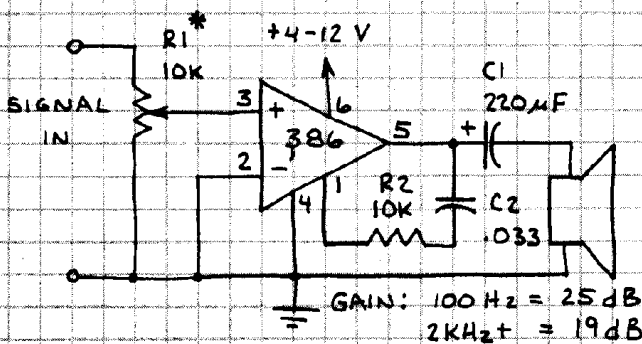 R1*
10K
+4-12 V
SIGNAL
IN
3
+
6
386
5
2
-
4
1
R2
10K
+
C1
220µF
C2
.033
GAIN: 100 Hz = 25 dB
2KHz+ = 19 dB